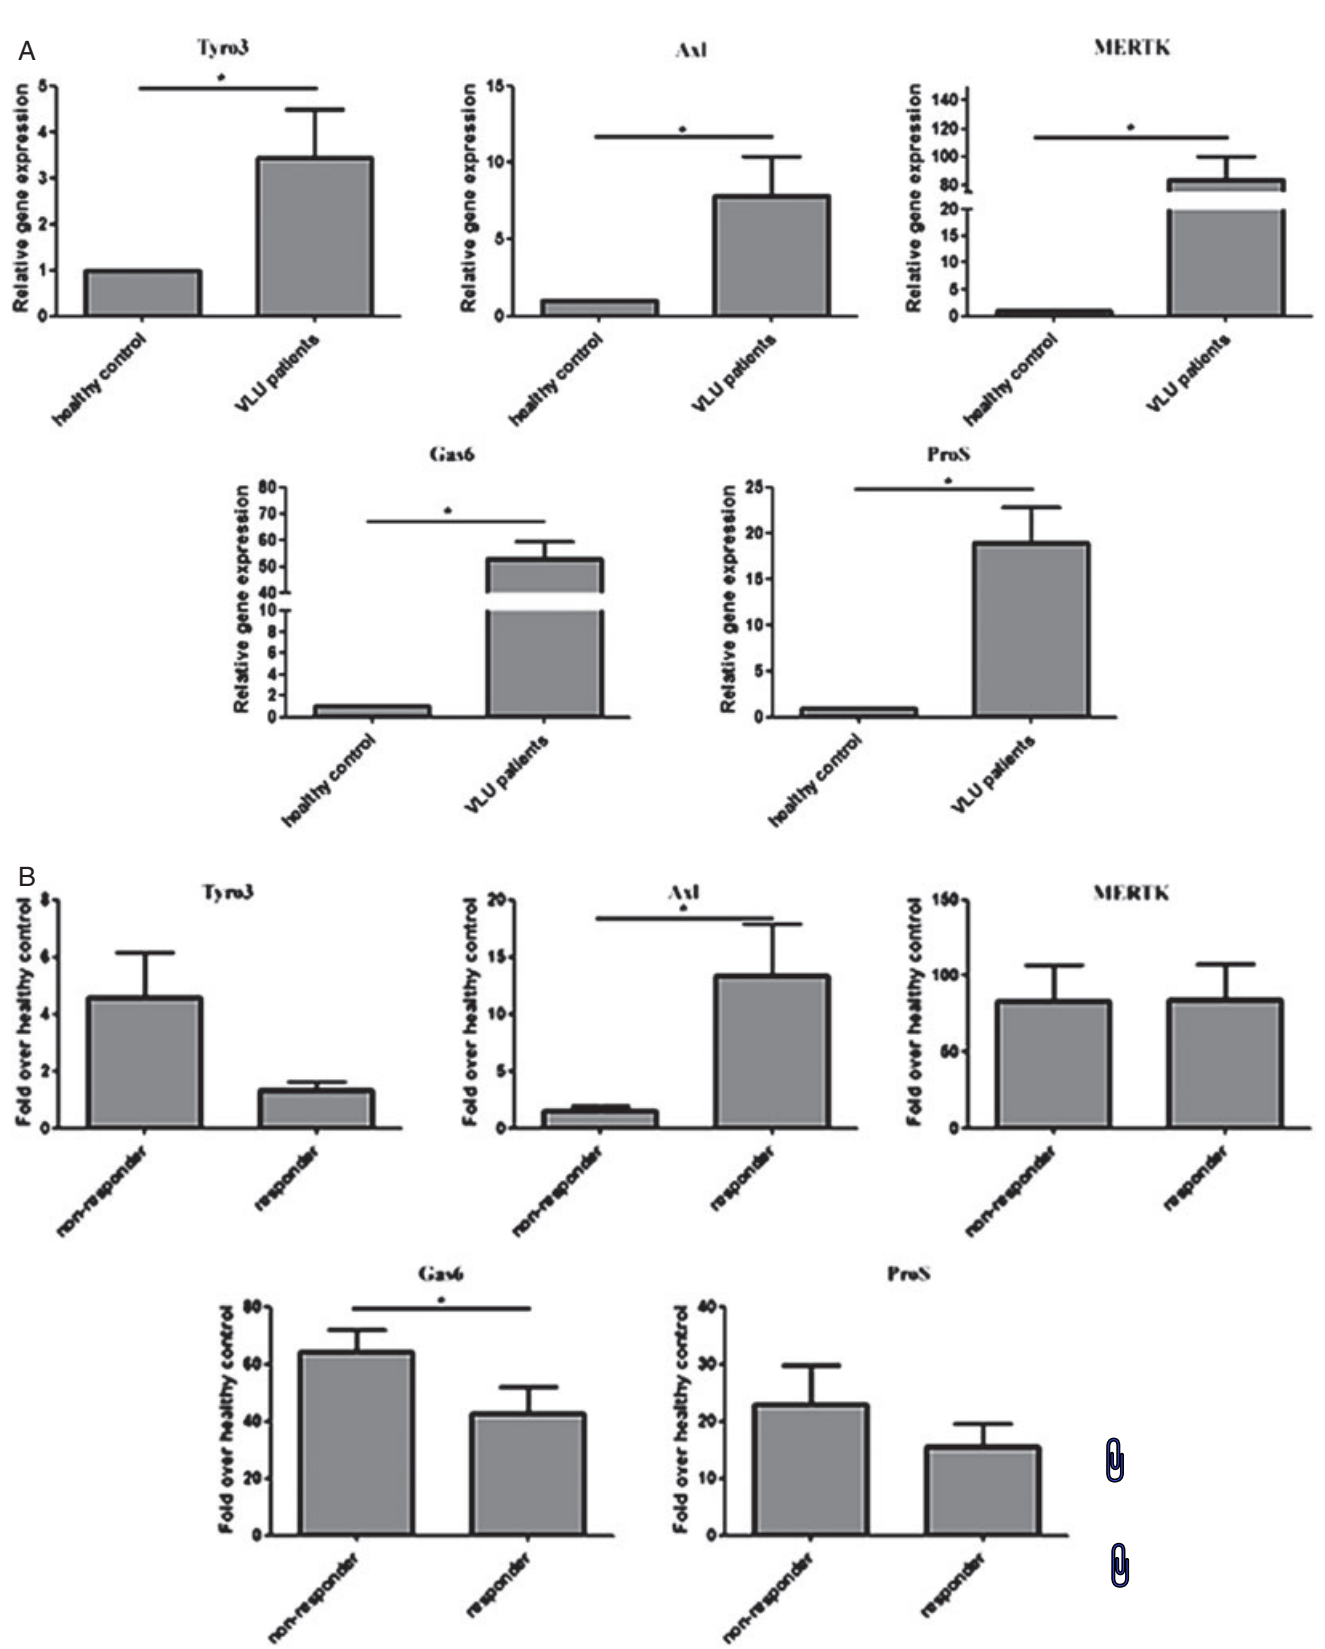 A
Tyro3
Axl
MERTK
Relative gene expression
5
4
3
2
1
0
*
healthy control
VLU patients
Relative gene expression
15
10
5
0
*
healthy control
VLU patients
Relative gene expression
140
120
100
80
20
15
10
5
0
*
healthy control
VLU patients
Gas6
ProS
Relative gene expression
80
70
60
50
40
10
8
6
4
2
0
*
healthy control
VLU patients
Relative gene expression
25
20
15
10
5
0
*
healthy control
VLU patients
B
Tyro3
Axl
MERTK
Fold over healthy control
8
6
4
2
0
non-responder
responder
Fold over healthy control
20
15
10
5
0
*
non-responder
responder
Fold over healthy control
150
100
50
0
non-responder
responder
Gas6
ProS
Fold over healthy control
80
60
40
20
0
*
non-responder
responder
Fold over healthy control
40
30
20
10
0
non-responder
responder